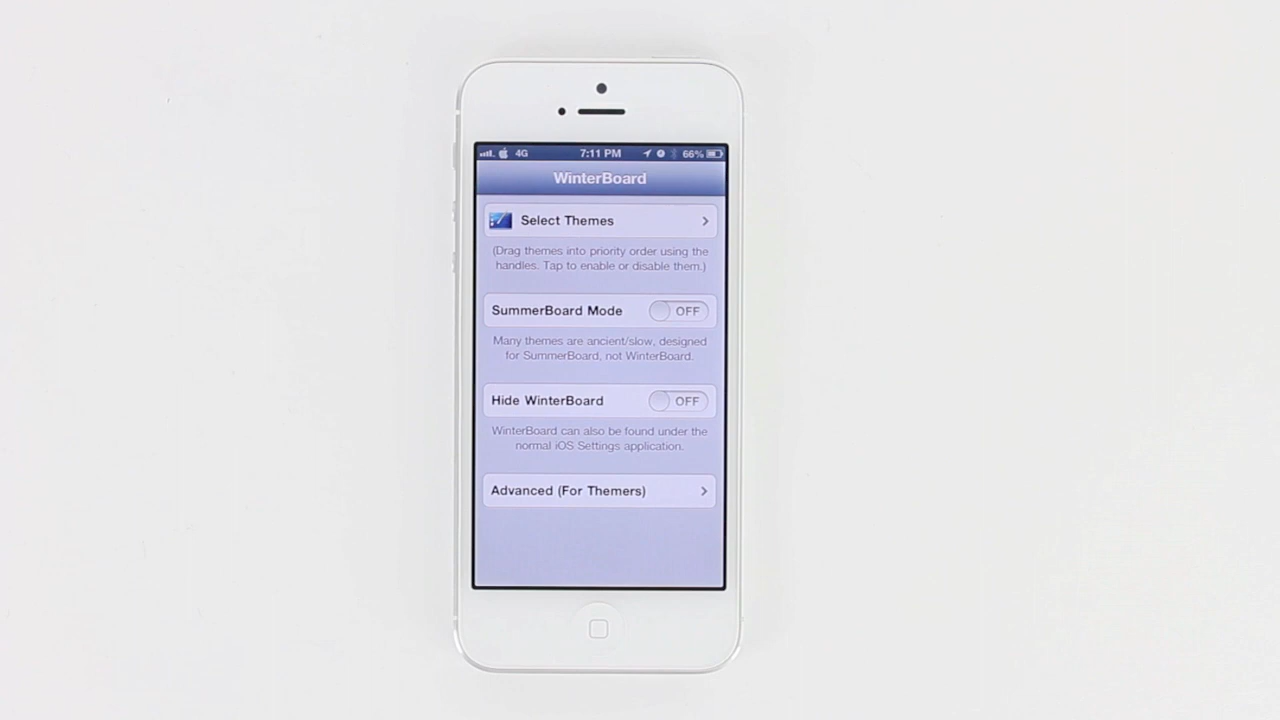 4G 7:11 PM 66%
WinterBoard
Select Themes
(Drag themes into priority order using the
handles. Tap to enable or disable them.)
SummerBoard Mode OFF
Many themes are ancient/slow, designed
for SummerBoard, not WinterBoard.
Hide WinterBoard OFF
WinterBoard can also be found under the
normal iOS Settings application.
Advanced (For Themers)